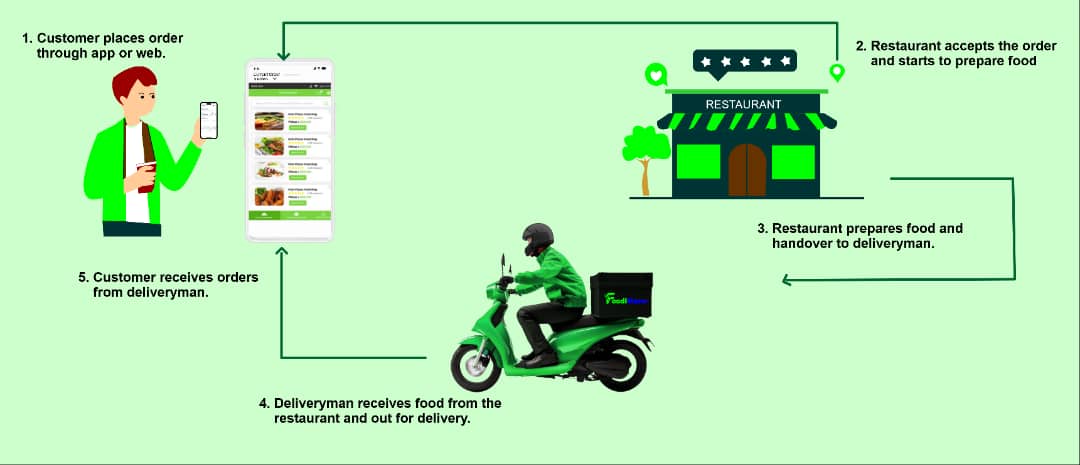 1. Customer places order
through app or web.
2. Restaurant accepts the order
and starts to prepare food
RESTAURANT
3. Restaurant prepares food and
handover to deliveryman.
5. Customer receives orders
from deliveryman.
4. Deliveryman receives food from the
restaurant and out for delivery.